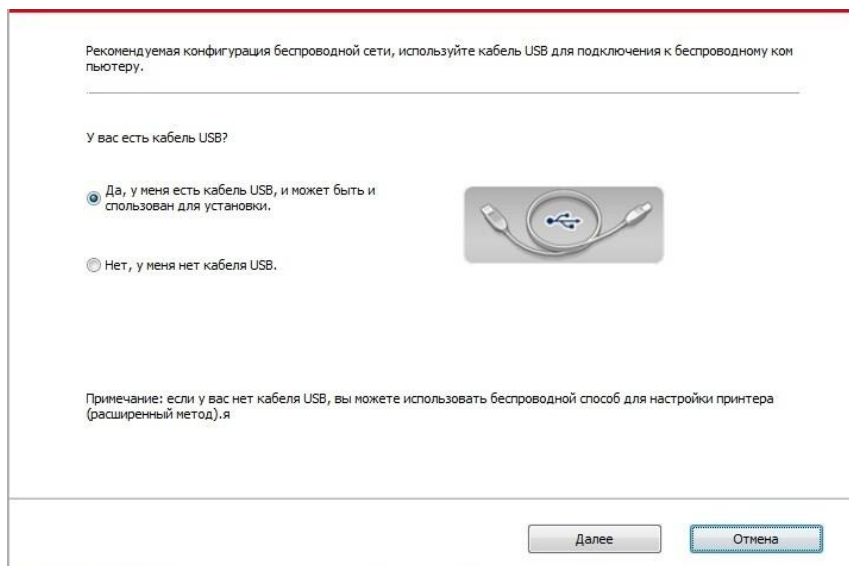 Рекомендуемая конфигурация беспроводной сети, используйте кабель USB для подключения к беспроводному ком
пьютеру.
У вас есть кабель USB?
Да, у меня есть кабель USB, и может быть и
спользован для установки.
Нет, у меня нет кабеля USB.
Примечание: если у вас нет кабеля USB, вы можете использовать беспроводной способ для настройки принтера
(расширенный метод).я
Далее
Отмена